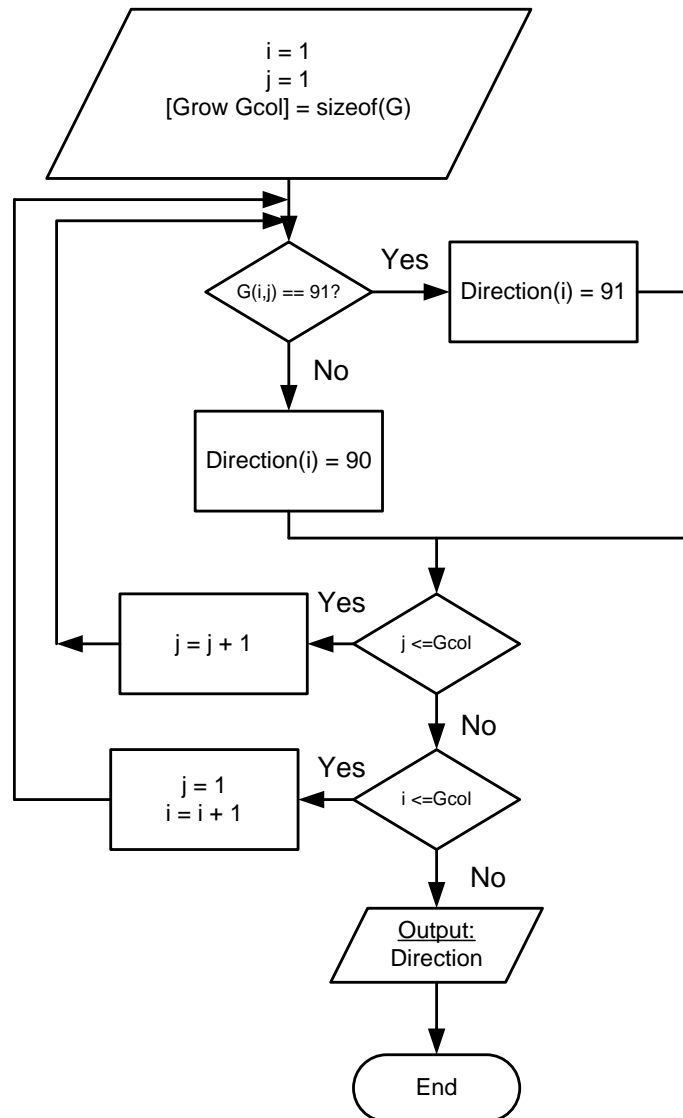 i = 1
j = 1
[Grow Gcol] = sizeof(G)
G(i,j) == 91?
Yes
Direction(i) = 91
No
Direction(i) = 90
j <=Gcol
Yes
j = j + 1
No
i <=Gcol
Yes
j = 1
i = i + 1
No
Output:
Direction
End